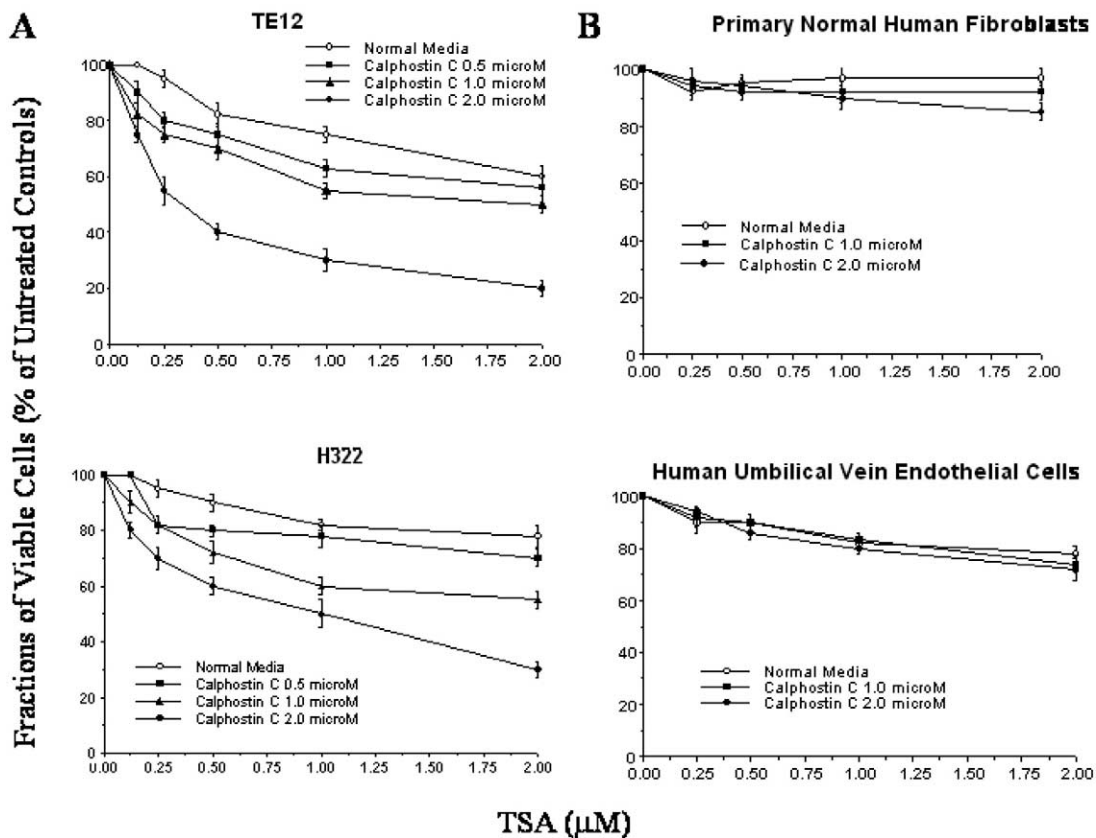 A
TE12
Normal Media
Calphostin C 0.5 microM
Calphostin C 1.0 microM
Calphostin C 2.0 microM
100
80
60
40
20
0
0.00 0.25 0.50 0.75 1.00 1.25 1.50 1.75 2.00
B
Primary Normal Human Fibroblasts
100
80
60
40
20
0
Normal Media
Calphostin C 1.0 microM
Calphostin C 2.0 microM
0.00 0.25 0.50 0.75 1.00 1.25 1.50 1.75 2.00
Fractions of Viable Cells (% of Untreated Controls)
H322
100
80
60
40
20
0
Normal Media
Calphostin C 0.5 microM
Calphostin C 1.0 microM
Calphostin C 2.0 microM
0.00 0.25 0.50 0.75 1.00 1.25 1.50 1.75 2.00
Human Umbilical Vein Endothelial Cells
100
80
60
40
20
0
Normal Media
Calphostin C 1.0 microM
Calphostin C 2.0 microM
0.00 0.25 0.50 0.75 1.00 1.25 1.50 1.75 2.00
TSA (μM)